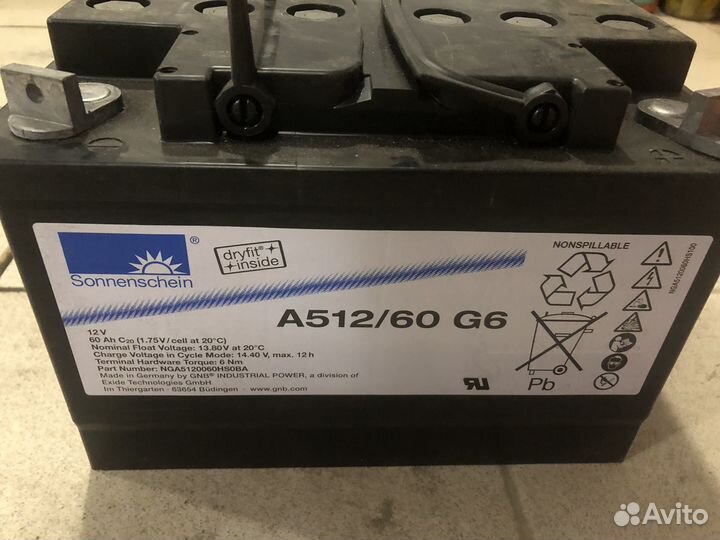 Sonnenschein
®
dryfit®
inside
NONSPILLABLE
NGA5120060HS100
A512/60 G6
12 V
60 Ah C20 (1.75V/cell at 20°C)
Nominal Float Voltage: 13.80V at 20°C
Charge Voltage in Cycle Mode: 14.40 V, max. 12 h
Terminal Hardware Torque: 6 Nm
Part Number: NGA5120060HS0BA
Made in Germany by GNB® INDUSTRIAL POWER, a division of
Exide Technologies GmbH
Im Thiergarten · 63654 Büdingen · www.gnb.com
Pb
Avito